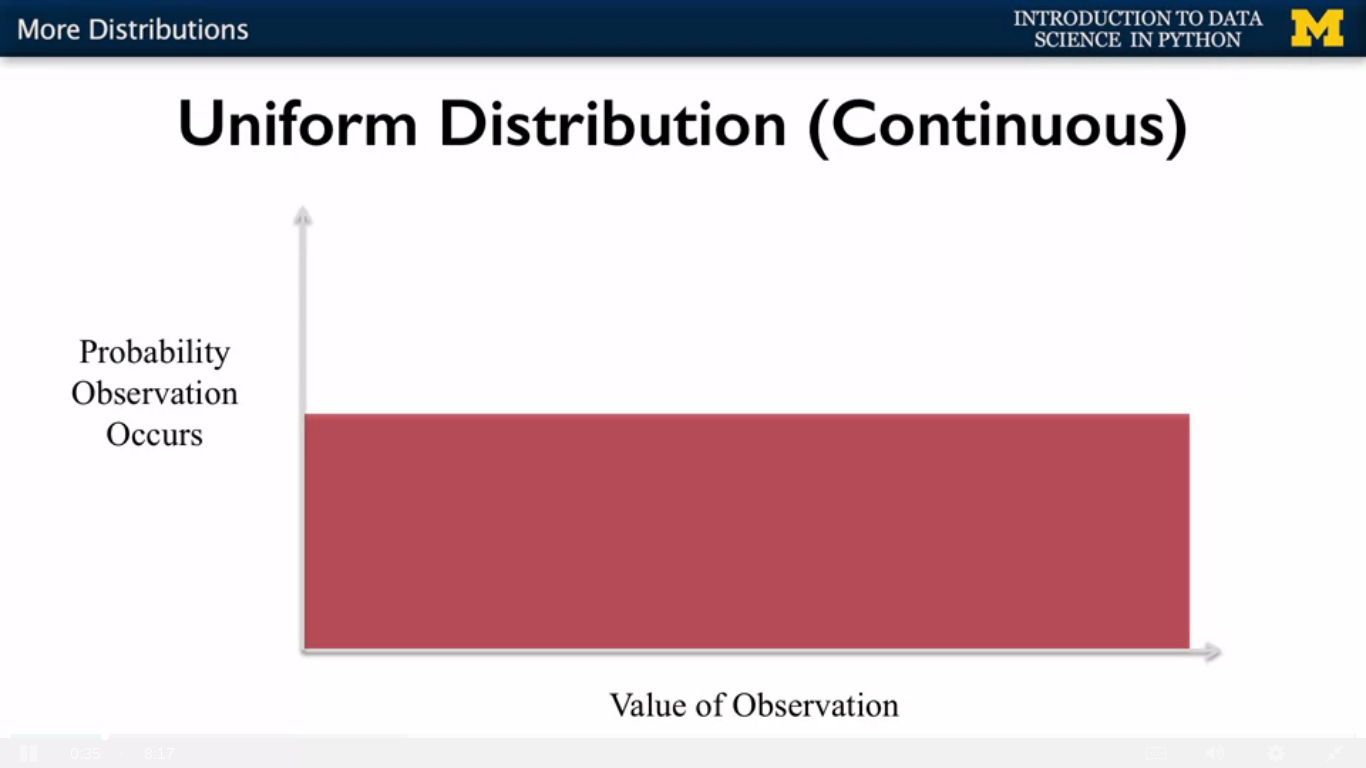 More Distributions
INTRODUCTION TO DATA
SCIENCE IN PYTHON
M
Uniform Distribution (Continuous)
Probability
Observation
Occurs
Value of Observation
0:35 - 8:17